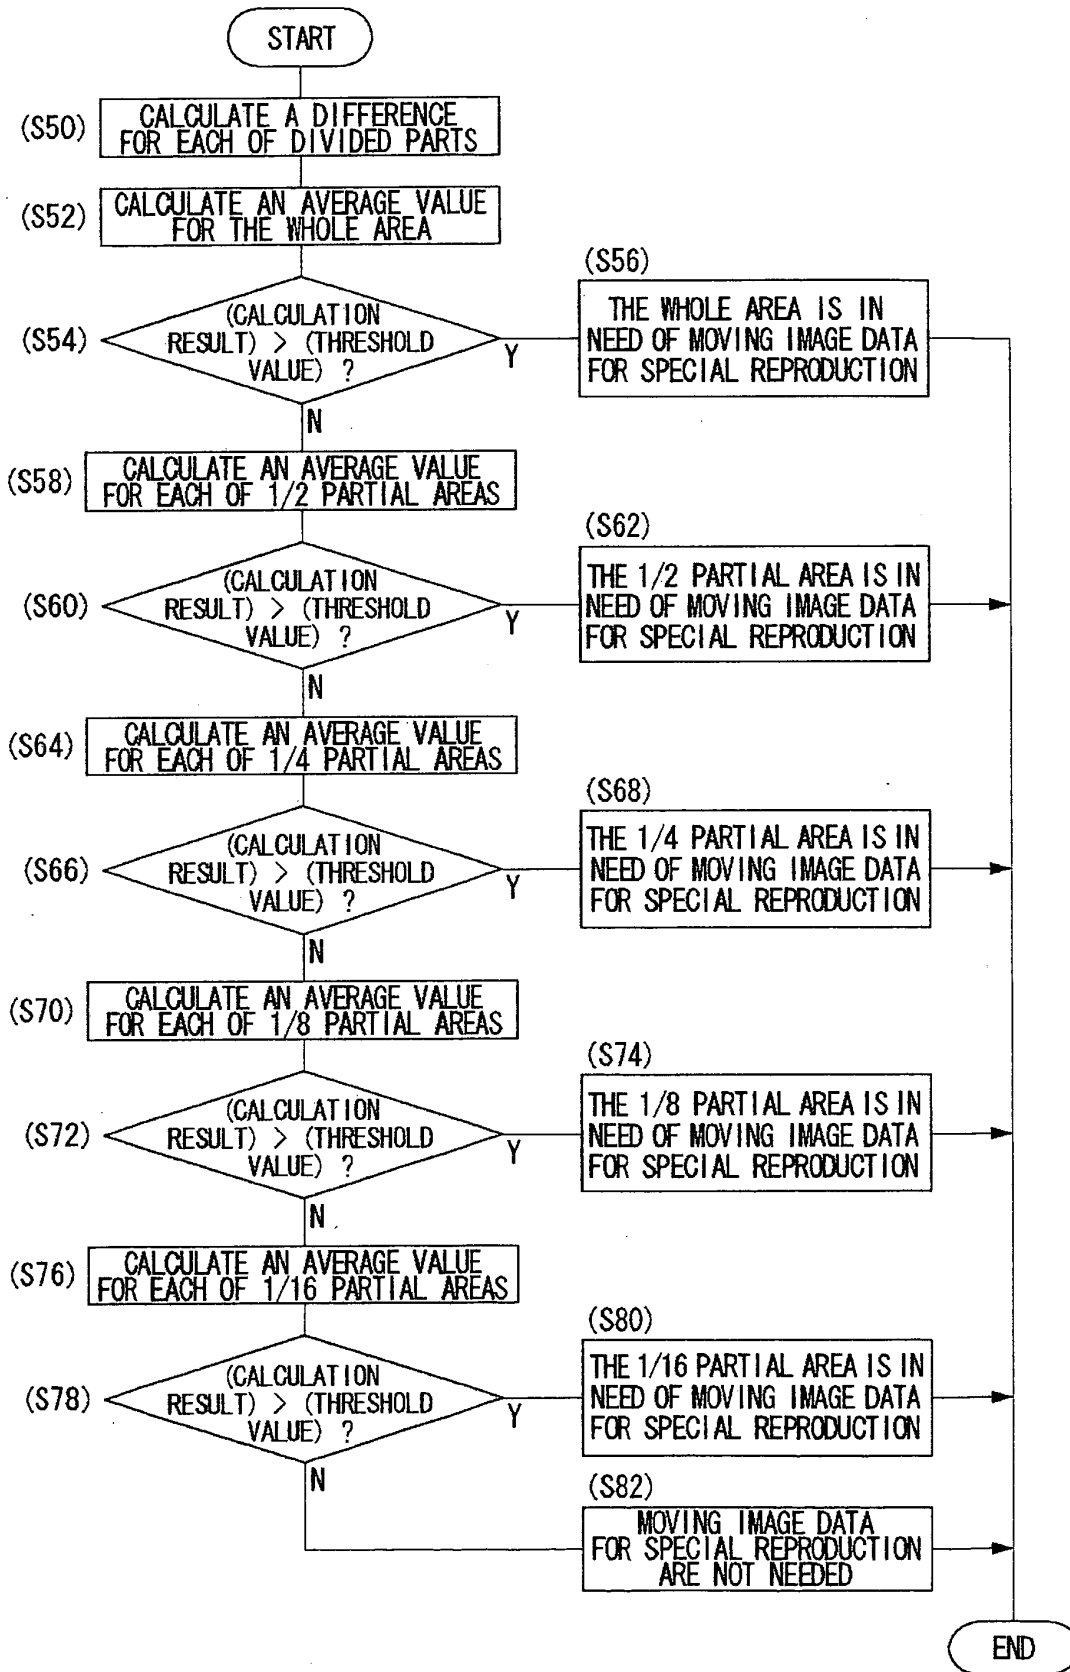 START
(S50)
CALCULATE A DIFFERENCE
FOR EACH OF DIVIDED PARTS
(S52)
CALCULATE AN AVERAGE VALUE
FOR THE WHOLE AREA
(S54)
(CALCULATION
RESULT) > (THRESHOLD
VALUE) ?
Y
N
(S56)
THE WHOLE AREA IS IN
NEED OF MOVING IMAGE DATA
FOR SPECIAL REPRODUCTION
(S58)
CALCULATE AN AVERAGE VALUE
FOR EACH OF 1/2 PARTIAL AREAS
(S60)
(CALCULATION
RESULT) > (THRESHOLD
VALUE) ?
Y
N
(S62)
THE 1/2 PARTIAL AREA IS IN
NEED OF MOVING IMAGE DATA
FOR SPECIAL REPRODUCTION
(S64)
CALCULATE AN AVERAGE VALUE
FOR EACH OF 1/4 PARTIAL AREAS
(S66)
(CALCULATION
RESULT) > (THRESHOLD
VALUE) ?
Y
N
(S68)
THE 1/4 PARTIAL AREA IS IN
NEED OF MOVING IMAGE DATA
FOR SPECIAL REPRODUCTION
(S70)
CALCULATE AN AVERAGE VALUE
FOR EACH OF 1/8 PARTIAL AREAS
(S72)
(CALCULATION
RESULT) > (THRESHOLD
VALUE) ?
Y
N
(S74)
THE 1/8 PARTIAL AREA IS IN
NEED OF MOVING IMAGE DATA
FOR SPECIAL REPRODUCTION
(S76)
CALCULATE AN AVERAGE VALUE
FOR EACH OF 1/16 PARTIAL AREAS
(S78)
(CALCULATION
RESULT) > (THRESHOLD
VALUE) ?
Y
N
(S80)
THE 1/16 PARTIAL AREA IS IN
NEED OF MOVING IMAGE DATA
FOR SPECIAL REPRODUCTION
(S82)
MOVING IMAGE DATA
FOR SPECIAL REPRODUCTION
ARE NOT NEEDED
END